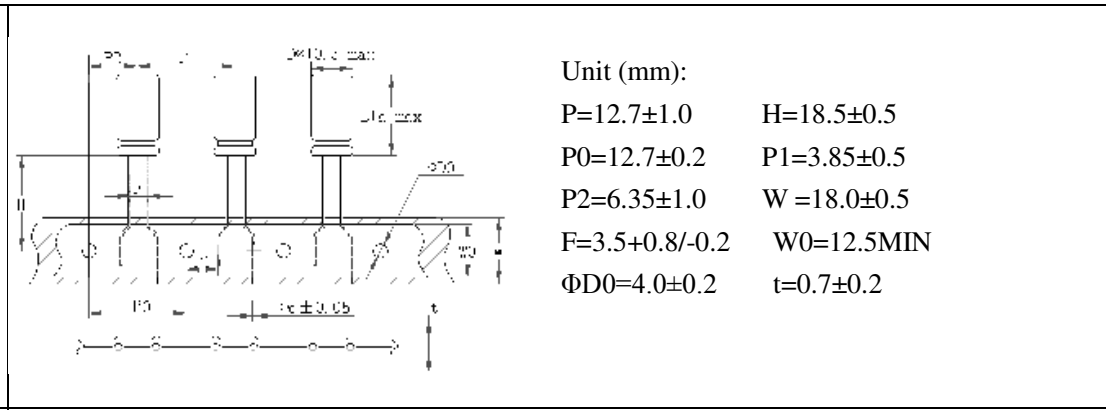 P0
t
Unit (mm):
P=12.7±1.0 H=18.5±0.5
P0=12.7±0.2 P1=3.85±0.5
P2=6.35±1.0 W =18.0±0.5
F=3.5+0.8/-0.2 W0=12.5MIN
ΦD0=4.0±0.2 t=0.7±0.2